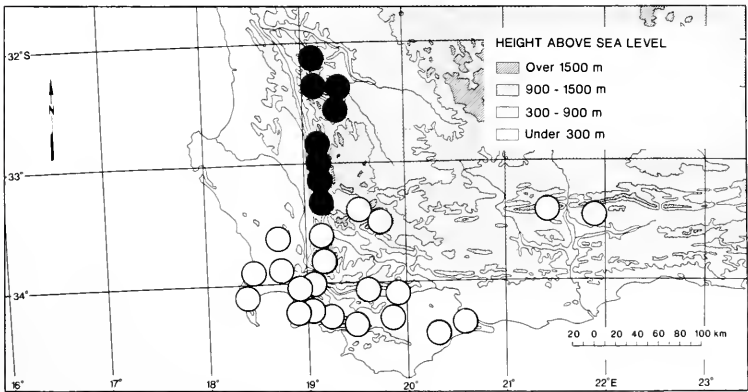 32°S
HEIGHT ABOVE SEA LEVEL
Over 1500 m
900 - 1500 m
300 - 900 m
Under 300 m
N
33°
34°
20 0 20 40 60 80 100 km
16° 17° 18° 19° 20° 21° 22°E 23°